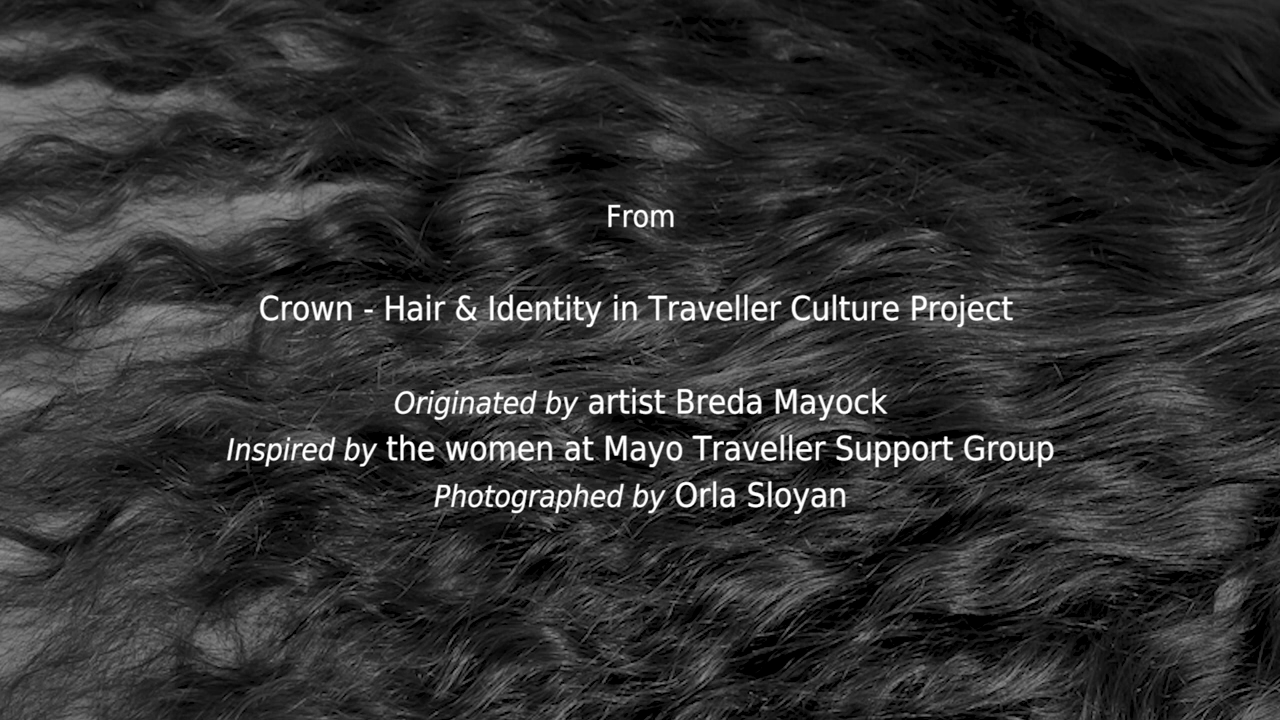 From
Crown - Hair & Identity in Traveller Culture Project
Originated by artist Breda Mayock
Inspired by the women at Mayo Traveller Support Group
Photographed by Orla Sloyan